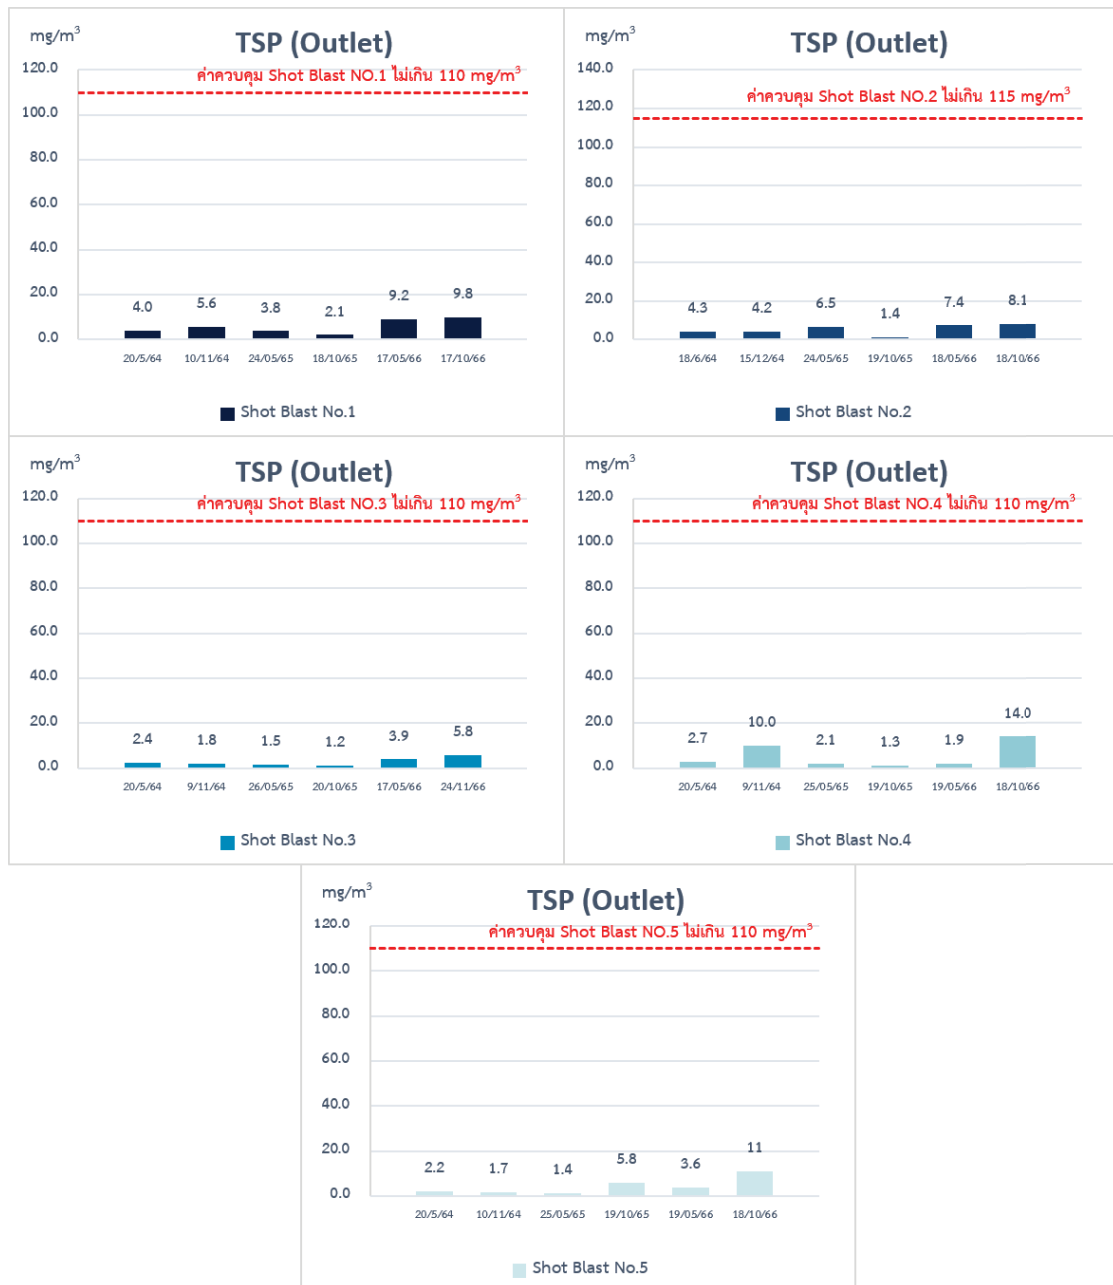 mg/m³
TSP (Outlet)
120.0
ค่าควบคุม Shot Blast NO.1 ไม่เกิน 110 mg/m³
100.0
80.0
60.0
40.0
20.0
0.0
4.0 5.6 3.8 2.1 9.2 9.8
20/5/64 10/11/64 24/05/65 18/10/65 17/05/66 17/10/66
Shot Blast No.1
mg/m³
TSP (Outlet)
140.0
ค่าควบคุม Shot Blast NO.2 ไม่เกิน 115 mg/m³
120.0
100.0
80.0
60.0
40.0
20.0
0.0
4.3 4.2 6.5 1.4 7.4 8.1
18/6/64 15/12/64 24/05/65 19/10/65 18/05/66 18/10/66
Shot Blast No.2
mg/m³
TSP (Outlet)
120.0
ค่าควบคุม Shot Blast NO.3 ไม่เกิน 110 mg/m³
100.0
80.0
60.0
40.0
20.0
0.0
2.4 1.8 1.5 1.2 3.9 5.8
20/5/64 9/11/64 26/05/65 20/10/65 17/05/66 24/11/66
Shot Blast No.3
mg/m³
TSP (Outlet)
120.0
ค่าควบคุม Shot Blast NO.4 ไม่เกิน 110 mg/m³
100.0
80.0
60.0
40.0
20.0
0.0
2.7 10.0 2.1 1.3 1.9 14.0
20/5/64 9/11/64 25/05/65 19/10/65 19/05/66 18/10/66
Shot Blast No.4
mg/m³
TSP (Outlet)
120.0
ค่าควบคุม Shot Blast NO.5 ไม่เกิน 110 mg/m³
100.0
80.0
60.0
40.0
20.0
0.0
2.2 1.7 1.4 5.8 3.6 11
20/5/64 10/11/64 25/05/65 19/10/65 19/05/66 18/10/66
Shot Blast No.5